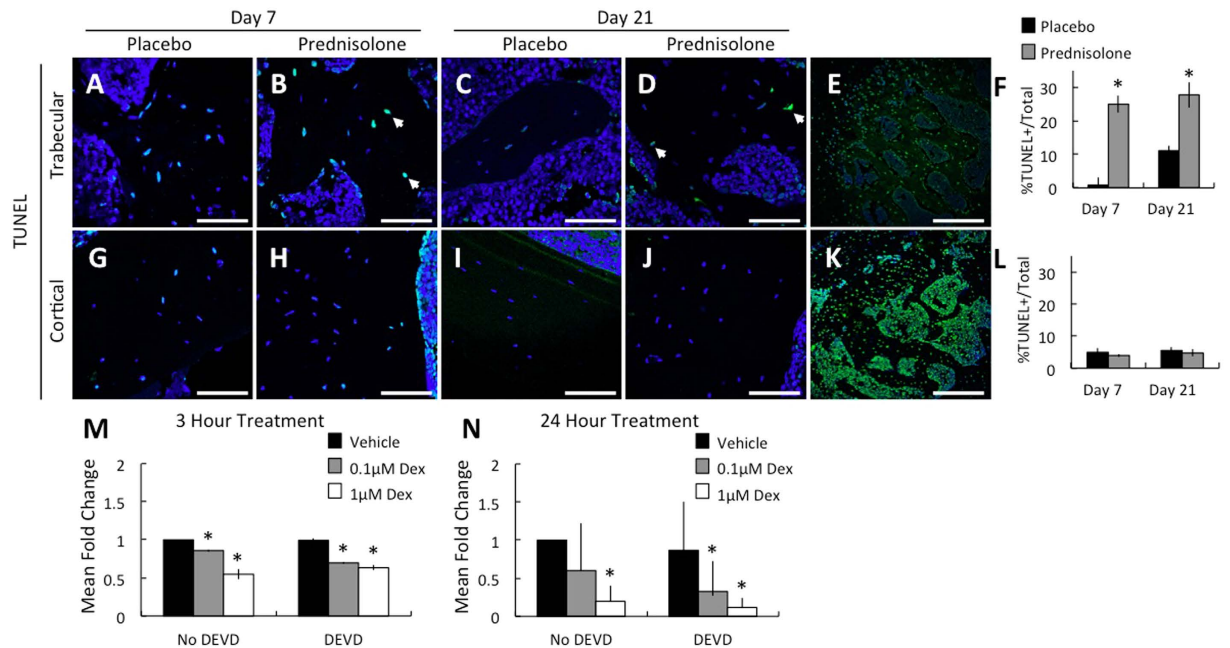 Day 7
Day 21
Placebo
Prednisolone
Placebo
Prednisolone
TUNEL
Trabecular
Cortical
A
B
C
D
E
F
Placebo
Prednisolone
%TUNEL+/Total
30
20
10
0
Day 7
Day 21
*
*
G
H
I
J
K
L
%TUNEL+/Total
30
20
10
0
Day 7
Day 21
M
3 Hour Treatment
Vehicle
0.1µM Dex
1µM Dex
Mean Fold Change
2
1.5
1
0.5
0
*
*
*
*
No DEVD
DEVD
N
24 Hour Treatment
Vehicle
0.1µM Dex
1µM Dex
Mean Fold Change
2
1.5
1
0.5
0
*
*
*
No DEVD
DEVD